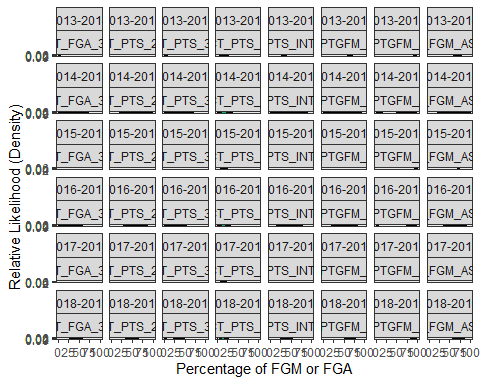 013-201 013-201 013-201 013-201 013-201 013-201 013-201 013-201
T_FGA_3 T_PTS_2 T_PTS_3 T_PTS_ PTS_INT PTGFM_ PTGFM_ FGM_AS
014-201 014-201 014-201 014-201 014-201 014-201 014-201 014-201
T_FGA_3 T_PTS_2 T_PTS_3 T_PTS_ PTS_INT PTGFM_ PTGFM_ FGM_AS
015-201 015-201 015-201 015-201 015-201 015-201 015-201 015-201
T_FGA_3 T_PTS_2 T_PTS_3 T_PTS_ PTS_INT PTGFM_ PTGFM_ FGM_AS
016-201 016-201 016-201 016-201 016-201 016-201 016-201 016-201
T_FGA_3 T_PTS_2 T_PTS_3 T_PTS_ PTS_INT PTGFM_ PTGFM_ FGM_AS
017-201 017-201 017-201 017-201 017-201 017-201 017-201 017-201
T_FGA_3 T_PTS_2 T_PTS_3 T_PTS_ PTS_INT PTGFM_ PTGFM_ FGM_AS
018-201 018-201 018-201 018-201 018-201 018-201 018-201 018-201
T_FGA_3 T_PTS_2 T_PTS_3 T_PTS_ PTS_INT PTGFM_ PTGFM_ FGM_AS
Relative Likelihood (Density)
Percentage of FGM or FGA